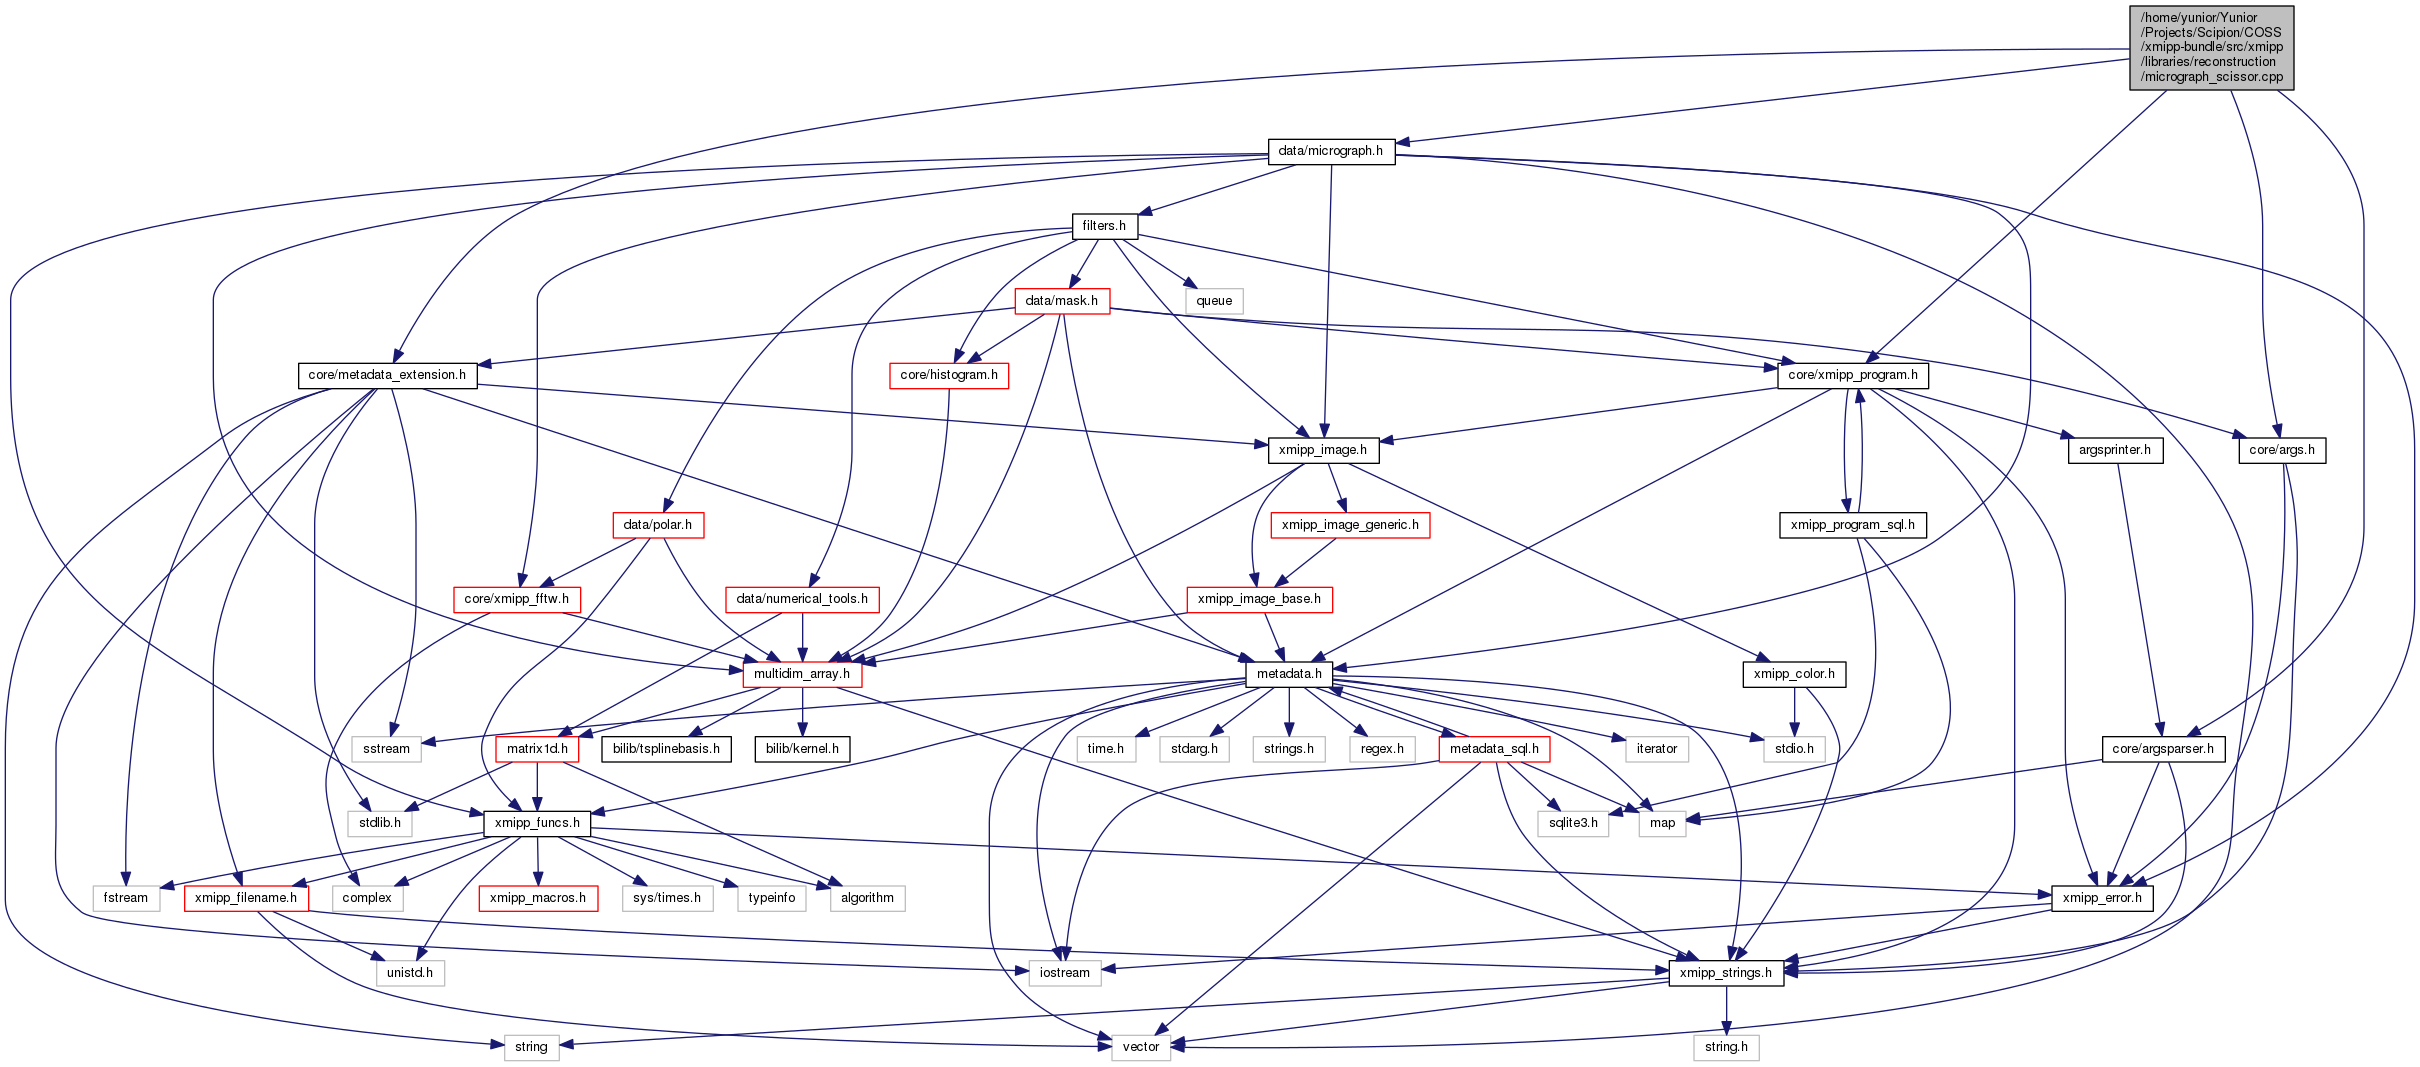 /home/yunior/Yunior
/Projects/Scipion/COSS
/xmipp-bundle/src/xmipp
/libraries/reconstruction
/micrograph_scissor.cpp
data/micrograph.h
filters.h
data/mask.h
queue
core/metadata_extension.h
core/histogram.h
core/xmipp_program.h
xmipp_image.h
argsprinter.h
core/args.h
data/polar.h
xmipp_image_generic.h
xmipp_program_sql.h
core/xmipp_fftw.h
data/numerical_tools.h
xmipp_image_base.h
multidim_array.h
metadata.h
xmipp_color.h
sstream
matrix1d.h
bilib/tsplinebasis.h
bilib/kernel.h
time.h
stdarg.h
strings.h
regex.h
metadata_sql.h
iterator
stdio.h
core/argsparser.h
stdlib.h
xmipp_funcs.h
sqlite3.h
map
fstream
xmipp_filename.h
complex
xmipp_macros.h
sys/times.h
typeinfo
algorithm
xmipp_error.h
unistd.h
iostream
xmipp_strings.h
string
vector
string.h